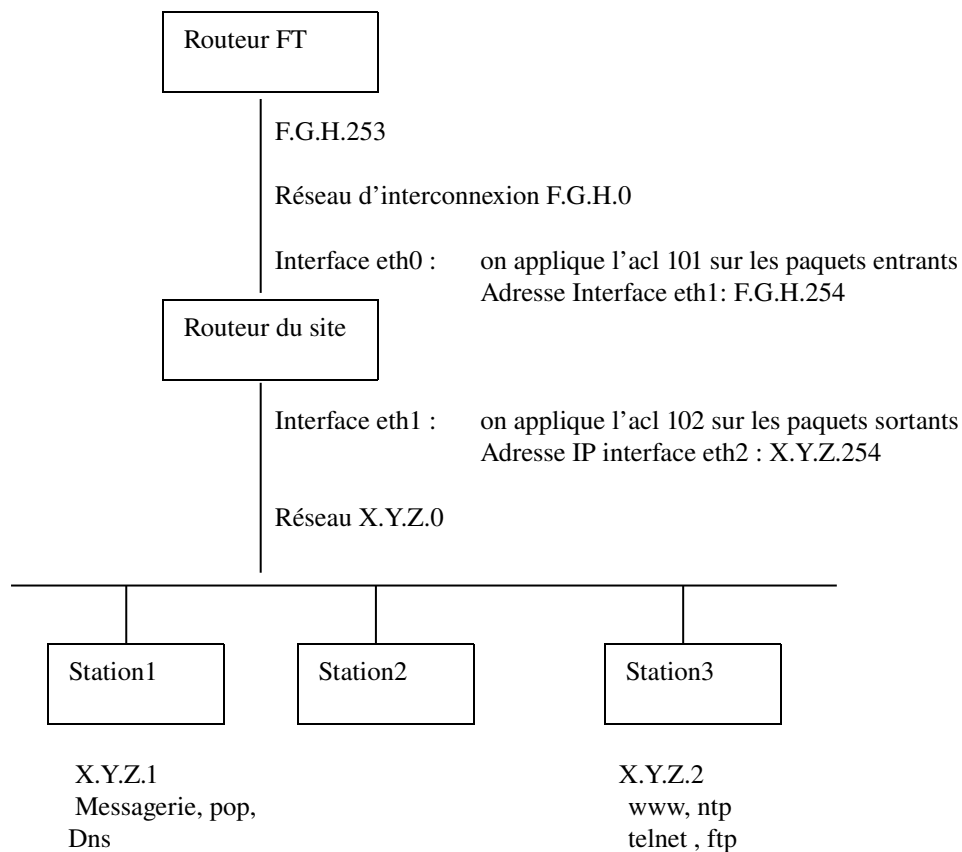 Routeur FT
F.G.H.253
Réseau d'interconnexion F.G.H.0
Interface eth0 : on applique l'acl 101 sur les paquets entrants
Adresse Interface eth1: F.G.H.254
Routeur du site
Interface eth1 : on applique l'acl 102 sur les paquets sortants
Adresse IP interface eth2 : X.Y.Z.254
Réseau X.Y.Z.0
Station1
Station2
Station3
X.Y.Z.1
Messagerie, pop,
Dns
X.Y.Z.2
www, ntp
telnet , ftp